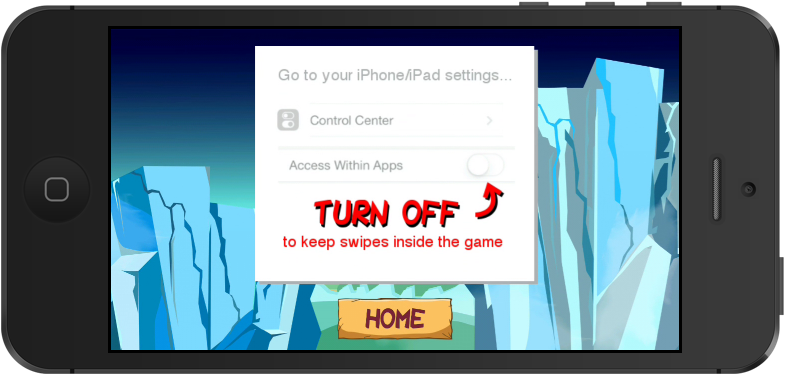 Go to your iPhone/iPad settings...
Control Center
Access Within Apps
TURN OFF
to keep swipes inside the game
HOME